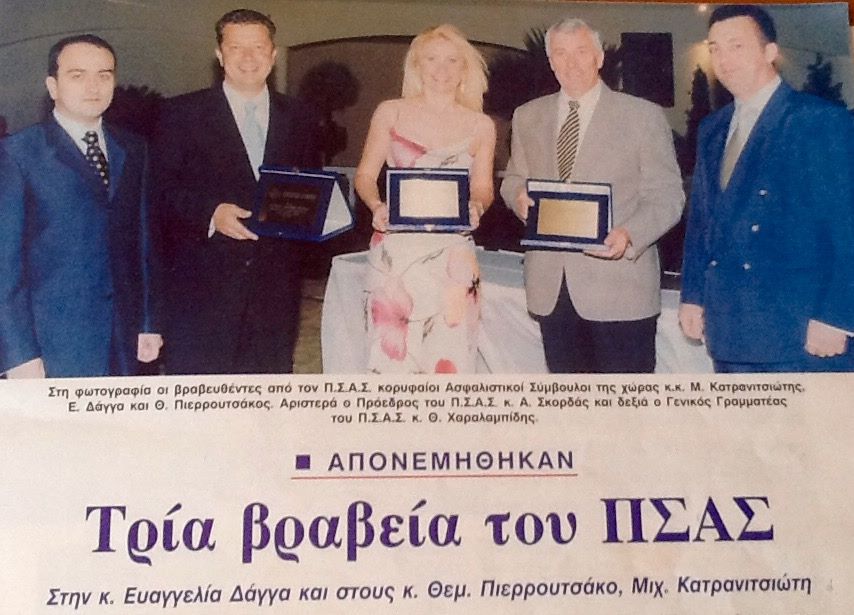 Στη φωτογραφία οι βραβευθέντες από τον Π.Σ.Α.Σ. κορυφαίοι Ασφαλιστικοί Σύμβουλοι της χώρας κ.κ. Μ. Κατρανιτσιώτης,
Ε. Δάγγα και Θ. Πιερρουτσάκος. Αριστερά ο Πρόεδρος του Π.Σ.Α.Σ. κ. Α. Σκορδάς και δεξιά ο Γενικός Γραμματέας
του Π.Σ.Α.Σ. κ. Θ. Χαραλαμπίδης.
■ ΑΠΟΝΕΜΗΘΗΚΑΝ
Τρία βραβεία του ΠΣΑΣ
Στην κ. Ευαγγελία Δάγγα και στους κ. Θεμ. Πιερρουτσάκο, Μιχ. Κατρανιτσιώτη